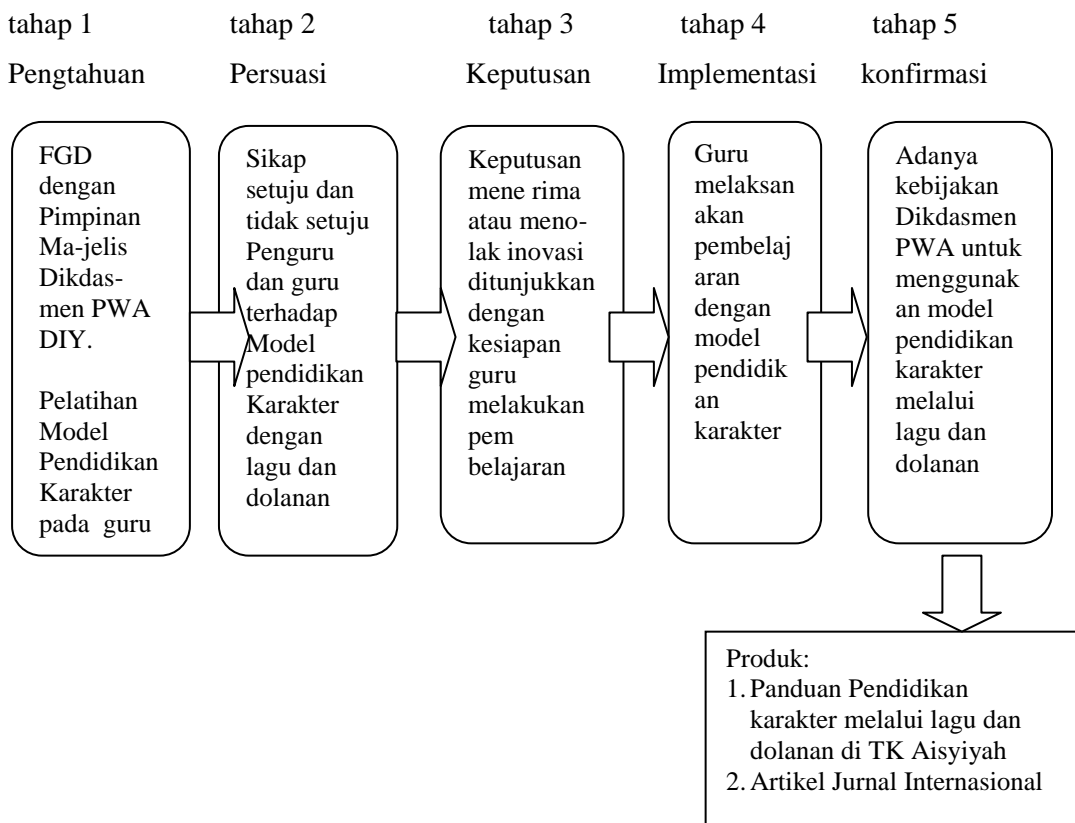 tahap 1
tahap 2
tahap 3
tahap 4
tahap 5
Pengtahuan
Persuasi
Keputusan
Implementasi
konfirmasi
FGD
dengan
Pimpinan
Ma-jelis
Dikdas-
men PWA
DIY.
Pelatihan
Model
Pendidikan
Karakter
pada guru
Sikap
setuju dan
tidak setuju
Penguru
dan guru
terhadap
Model
pendidikan
Karakter
dengan
lagu dan
dolanan
Keputusan
mene rima
atau meno-
lak inovasi
ditunjukkan
dengan
kesiapan
guru
melakukan
pem
belajaran
Guru
melaksan
akan
pembelaj
aran
dengan
model
pendidik
an
karakter
Adanya
kebijakan
Dikdasmen
PWA untuk
menggunak
an model
pendidikan
karakter
melalui
lagu dan
dolanan
Produk:
1. Panduan Pendidikan
karakter melalui lagu dan
dolanan di TK Aisyiyah
2. Artikel Jurnal Internasional